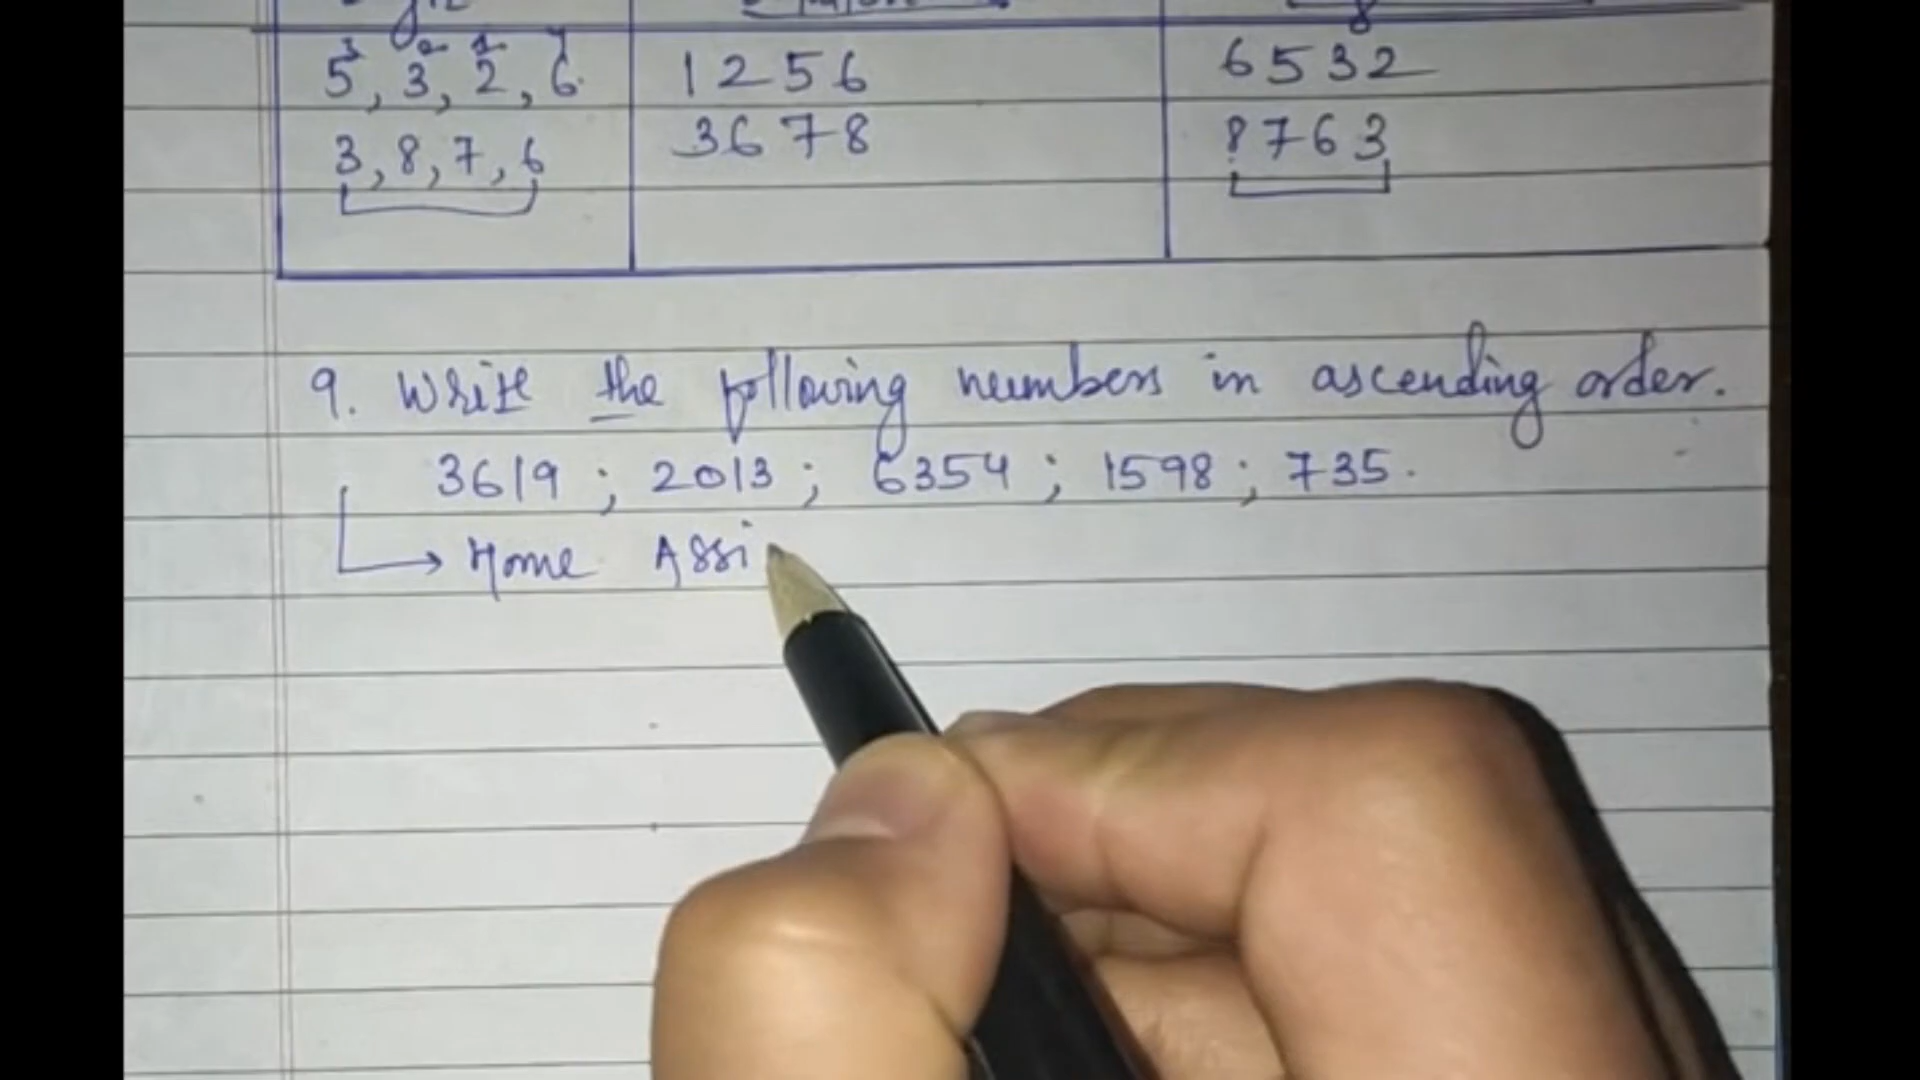 5, 3, 2, 6. 1256 6532
3, 8, 7, 6 3678 8763
9. Write the following numbers in ascending order.
3619 ; 2013 ; 6354 ; 1598 ; 735.
Home Assi